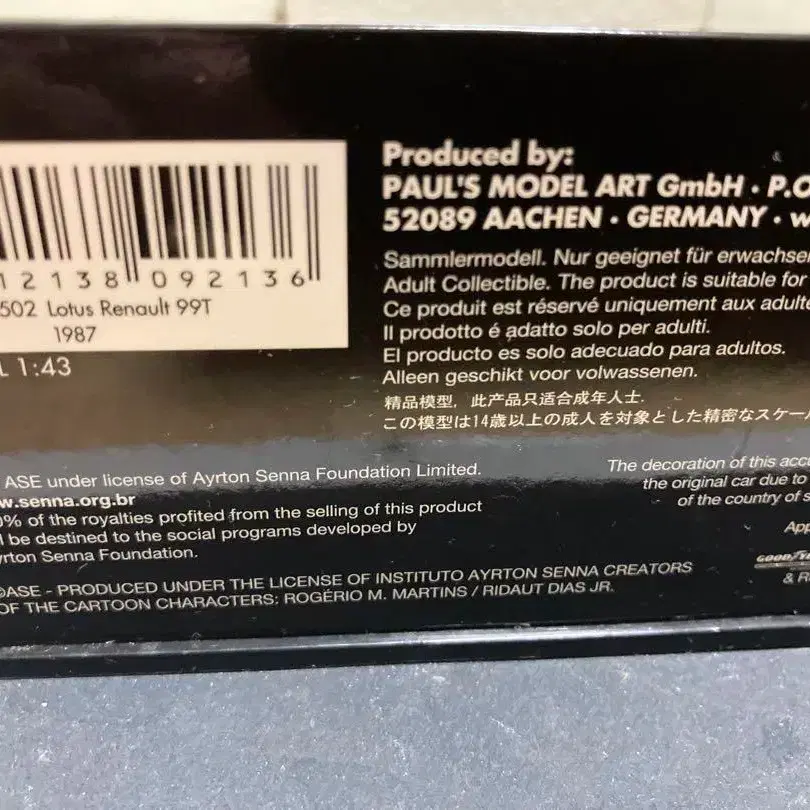 12138 092136
502 Lotus Renault 99T
1987
1:43
Produced by:
PAUL'S MODEL ART GmbH · P.O
52089 AACHEN · GERMANY · w
Sammlermodell. Nur geeignet für erwachse
Adult Collectible. The product is suitable for
Ce produit est réservé uniquement aux adulte
Il prodotto é adatto solo per adulti.
El producto es solo adecuado para adultos.
Alleen geschikt voor volwassenen.
精品模型, 此产品只适合成年人士.
この模型は14歳以上の成人を対象とした精密なスケール
ASE under license of Ayrton Senna Foundation Limited.
w.senna.org.br
% of the royalties profited from the selling of this product
l be destined to the social programs developed by
yrton Senna Foundation.
©ASE - PRODUCED UNDER THE LICENSE OF INSTITUTO AYRTON SENNA CREATORS
OF THE CARTOON CHARACTERS: ROGÉRIO M. MARTINS / RIDAUT DIAS JR.
The decoration of this accu
the original car due to
of the country of s
App
& R